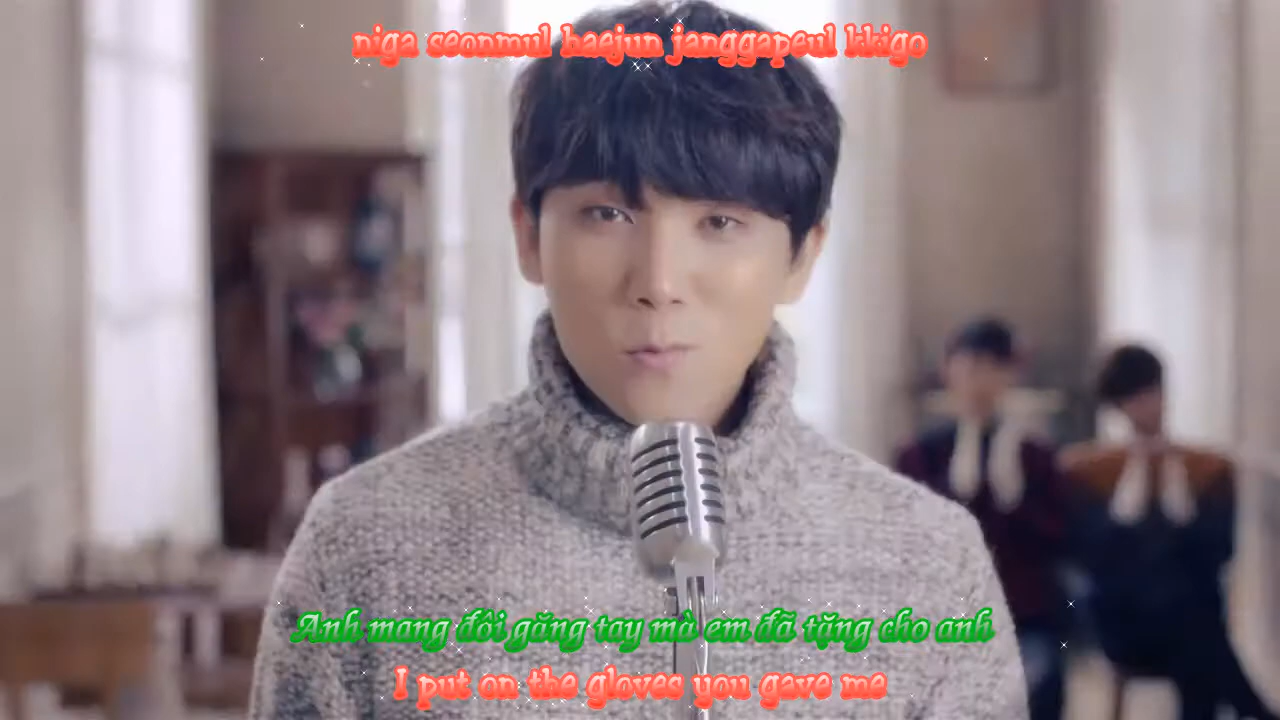 niga seonmul haejun janggapeul kkigo
Anh mang đôi găng tay mà em đã tặng cho anh
I put on the gloves you gave me